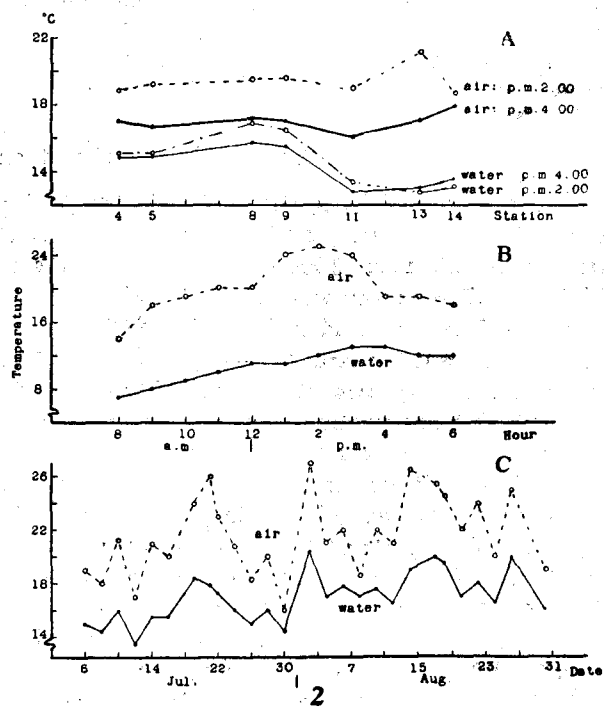 °C
A
22
18
14
air: p.m.2.00
air: p.m.4 00
water p.m 4.00
water p.m.2.00
4 5 8 9 11 13 14 Station
B
Temperature
24
16
8
air
water
8 10 12 2 4 6 Hour
a.m p.m.
C
26
22
18
14
air
water
6 14 22 30 7 15 23 31 Date
Jul. Aug
2